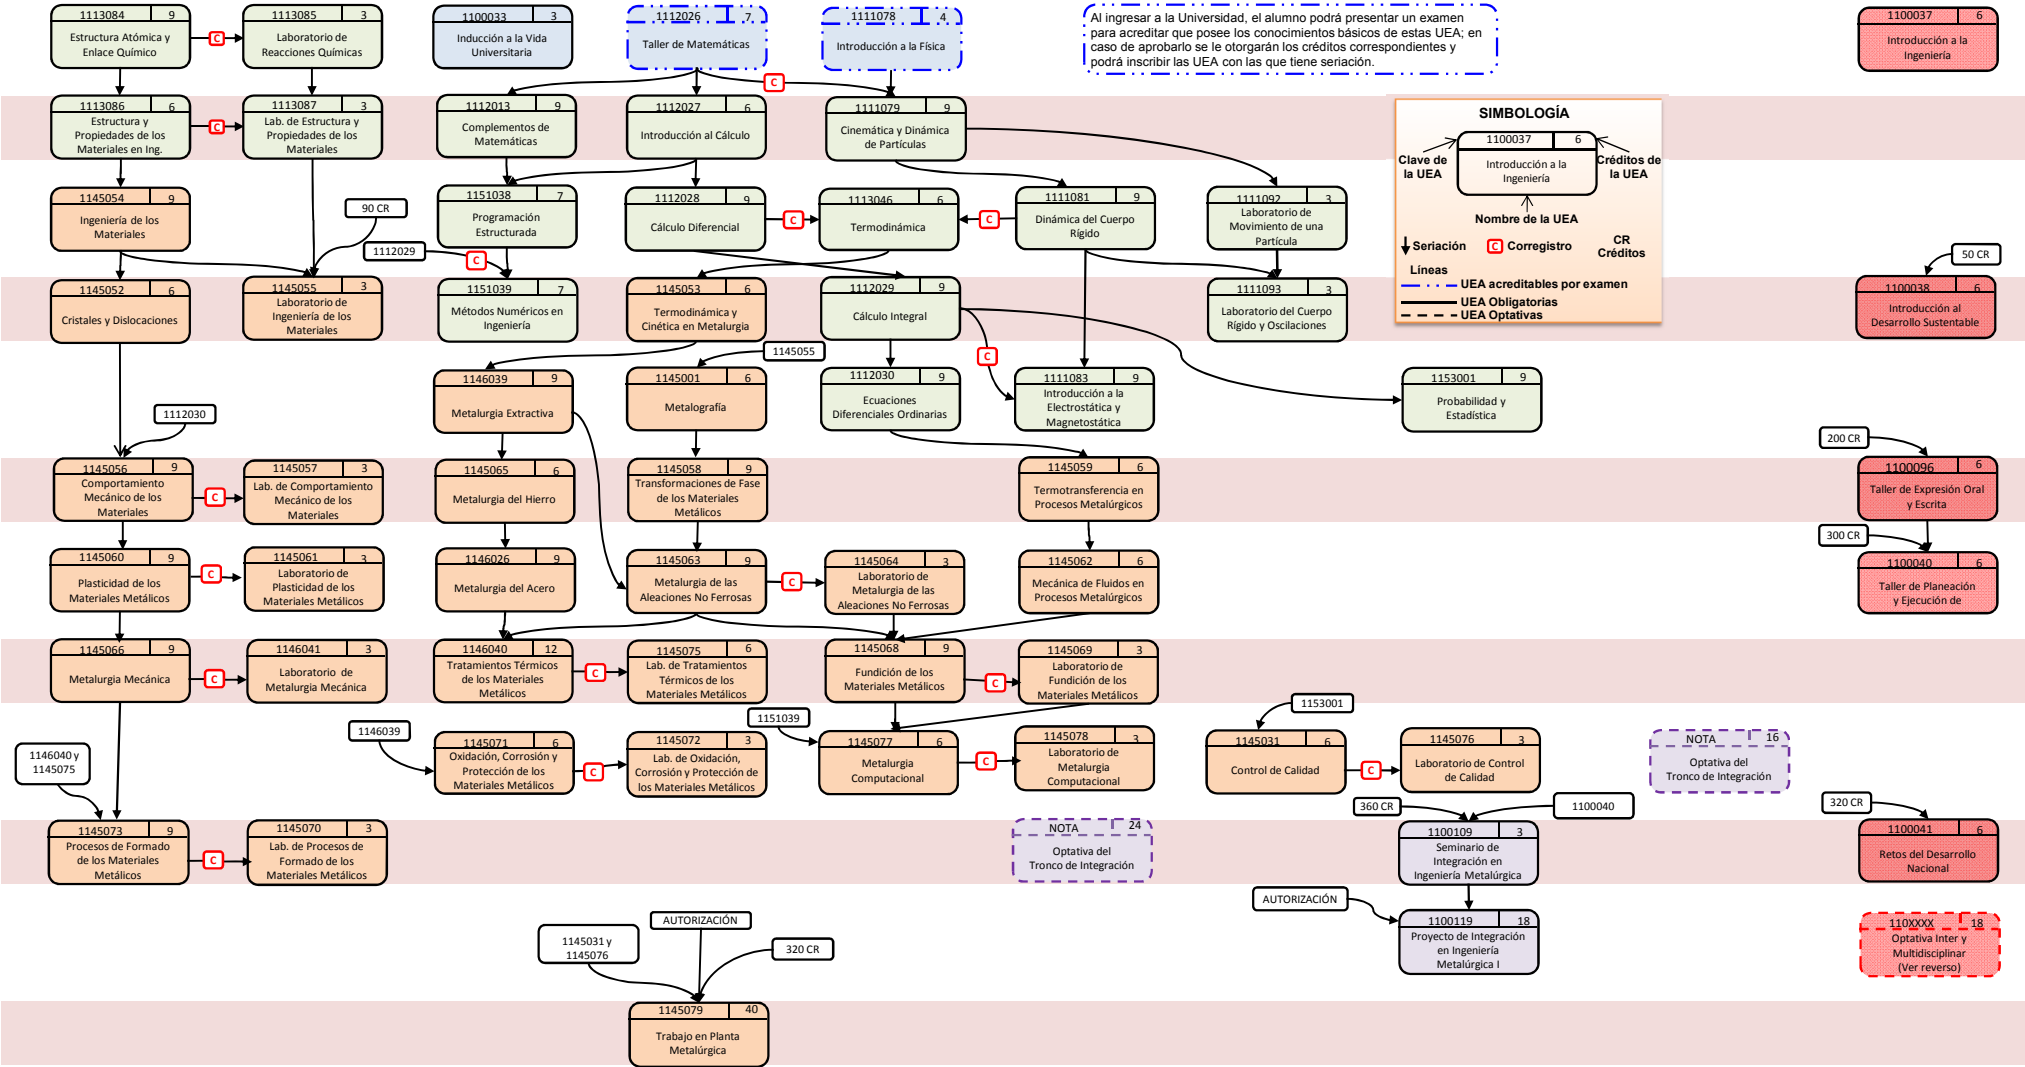 1113084 9
Estructura Atómica y
Enlace Químico
C
1113085 3
Laboratorio de
Reacciones Químicas
1100033 3
Inducción a la Vida
Universitaria
1112026 7
Taller de Matemáticas
1111078 4
Introducción a la Física
Al ingresar a la Universidad, el alumno podrá presentar un examen
para acreditar que posee los conocimientos básicos de estas UEA; en
caso de aprobarlo se le otorgarán los créditos correspondientes y
podrá inscribir las UEA con las que tiene seriación.
1100037 6
Introducción a la
Ingeniería
C
1113086 6
Estructura y
Propiedades de los
Materiales en Ing.
C
1113087 3
Lab. de Estructura y
Propiedades de los
Materiales
1112013 9
Complementos de
Matemáticas
1112027 6
Introducción al Cálculo
1111079 9
Cinemática y Dinámica
de Partículas
SIMBOLOGÍA
1100037 6
Introducción a la
Ingeniería
Clave de
la UEA
Créditos de
la UEA
Nombre de la UEA
Seriación
C Corregistro
CR
Créditos
Líneas
UEA acreditables por examen
UEA Obligatorias
UEA Optativas
1145054 9
Ingeniería de los
Materiales
90 CR
1112029
C
1151038 7
Programación
Estructurada
1112028 9
Cálculo Diferencial
C
1113046 6
Termodinámica
C
1111081 9
Dinámica del Cuerpo
Rígido
1111092 3
Laboratorio de
Movimiento de una
Partícula
50 CR
1145052 6
Cristales y Dislocaciones
1145055 3
Laboratorio de
Ingeniería de los
Materiales
1151039 7
Métodos Numéricos en
Ingeniería
1145053 6
Termodinámica y
Cinética en Metalurgia
1112029 9
Cálculo Integral
C
1111093 3
Laboratorio del Cuerpo
Rígido y Oscilaciones
1100038 6
Introducción al
Desarrollo Sustentable
1145055
1112030
1146039 9
Metalurgia Extractiva
1145001 6
Metalografía
1112030 9
Ecuaciones
Diferenciales Ordinarias
1111083 9
Introducción a la
Electrostática y
Magnetostática
1153001 9
Probabilidad y
Estadística
200 CR
1145056 9
Comportamiento
Mecánico de los
Materiales
C
1145057 3
Lab. de Comportamiento
Mecánico de los
Materiales
1145065 6
Metalurgia del Hierro
1145058 9
Transformaciones de Fase
de los Materiales
Metálicos
1145059 6
Termotransferencia en
Procesos Metalúrgicos
1100096 6
Taller de Expresión Oral
y Escrita
300 CR
1145060 9
Plasticidad de los
Materiales Metálicos
C
1145061 3
Laboratorio de
Plasticidad de los
Materiales Metálicos
1146026 9
Metalurgia del Acero
1145063 9
Metalurgia de las
Aleaciones No Ferrosas
C
1145064 3
Laboratorio de
Metalurgia de las
Aleaciones No Ferrosas
1145062 6
Mecánica de Fluidos en
Procesos Metalúrgicos
1100040 6
Taller de Planeación
y Ejecución de
1145066 9
Metalurgia Mecánica
C
1146041 3
Laboratorio de
Metalurgia Mecánica
1146040 12
Tratamientos Térmicos
de los Materiales
Metálicos
C
1145075 6
Lab. de Tratamientos
Térmicos de los
Materiales Metálicos
1145068 9
Fundición de los
Materiales Metálicos
C
1145069 3
Laboratorio de
Fundición de los
Materiales Metálicos
1146040 y
1145075
1146039
1145071 6
Oxidación, Corrosión y
Protección de los
Materiales Metálicos
C
1145072 3
Lab. de Oxidación,
Corrosión y Protección de
los Materiales Metálicos
1151039
1145077 6
Metalurgia
Computacional
C
1145078 3
Laboratorio de
Metalurgia
Computacional
1153001
1145031 6
Control de Calidad
C
1145076 3
Laboratorio de Control
de Calidad
NOTA 16
Optativa del
Tronco de Integración
360 CR
1100040
320 CR
1145073 9
Procesos de Formado
de los Materiales
Metálicos
C
1145070 3
Lab. de Procesos de
Formado de los
Materiales Metálicos
NOTA 24
Optativa del
Tronco de Integración
1100109 3
Seminario de
Integración en
Ingeniería Metalúrgica
1100041 6
Retos del Desarrollo
Nacional
AUTORIZACIÓN
1100119 18
Proyecto de Integración
en Ingeniería
Metalúrgica I
110XXXX 18
Optativa Inter y
Multidisciplinar
(Ver reverso)
1145031 y
1145076
AUTORIZACIÓN
320 CR
1145079 40
Trabajo en Planta
Metalúrgica